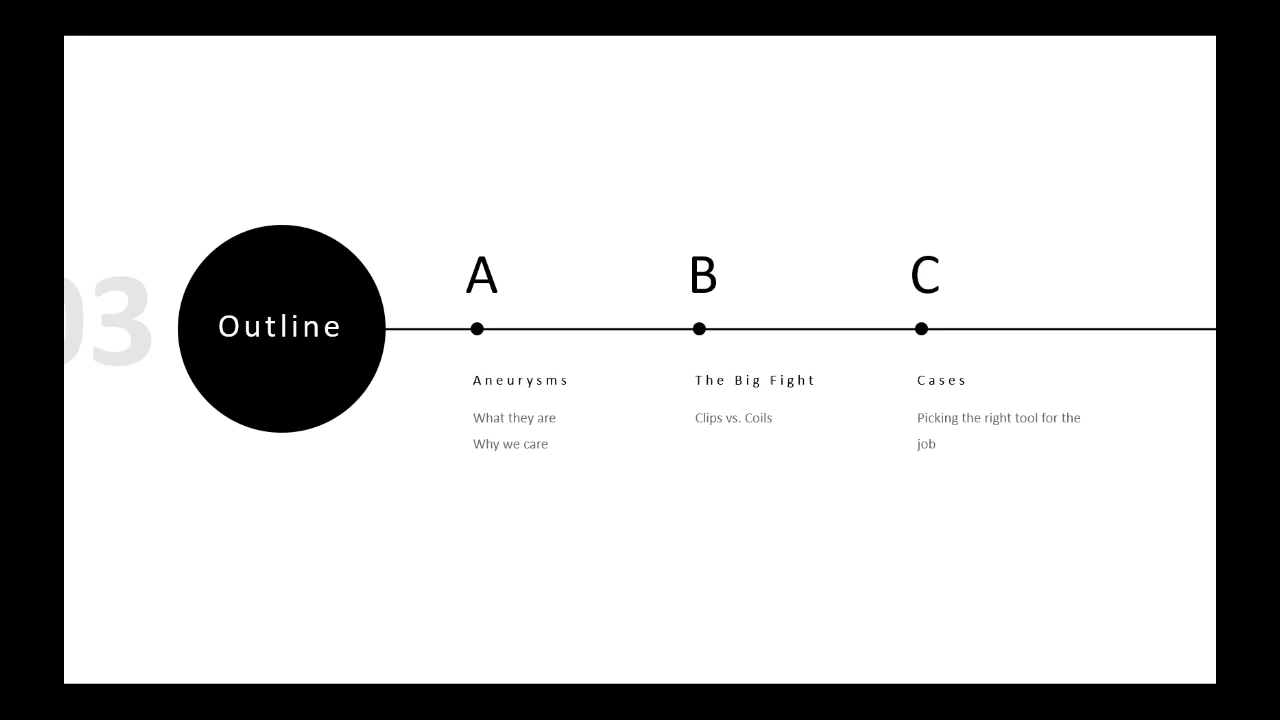 03
Outline
A
B
C
Aneurysms
What they are
Why we care
The Big Fight
Clips vs. Coils
Cases
Picking the right tool for the
job